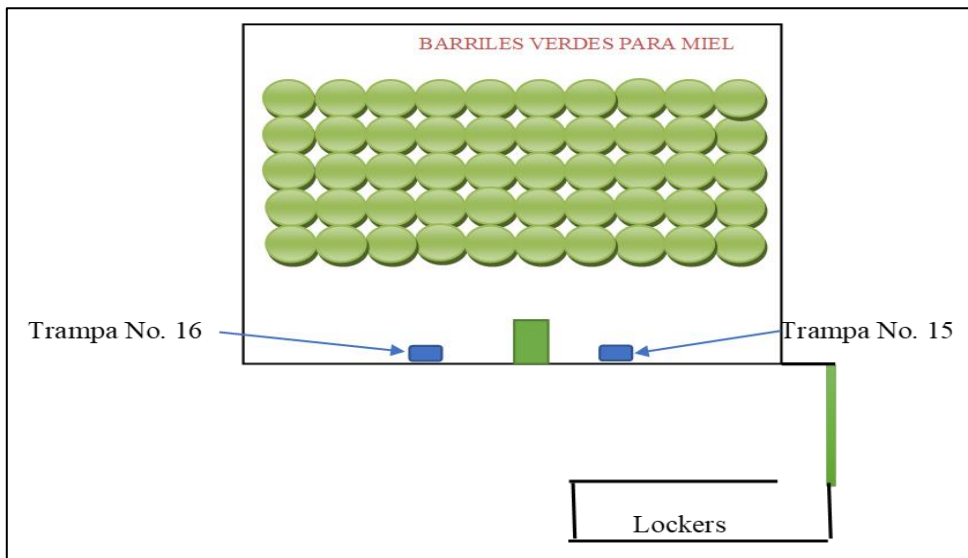 BARRILES VERDES PARA MIEL
Trampa No. 16
Trampa No. 15
Lockers